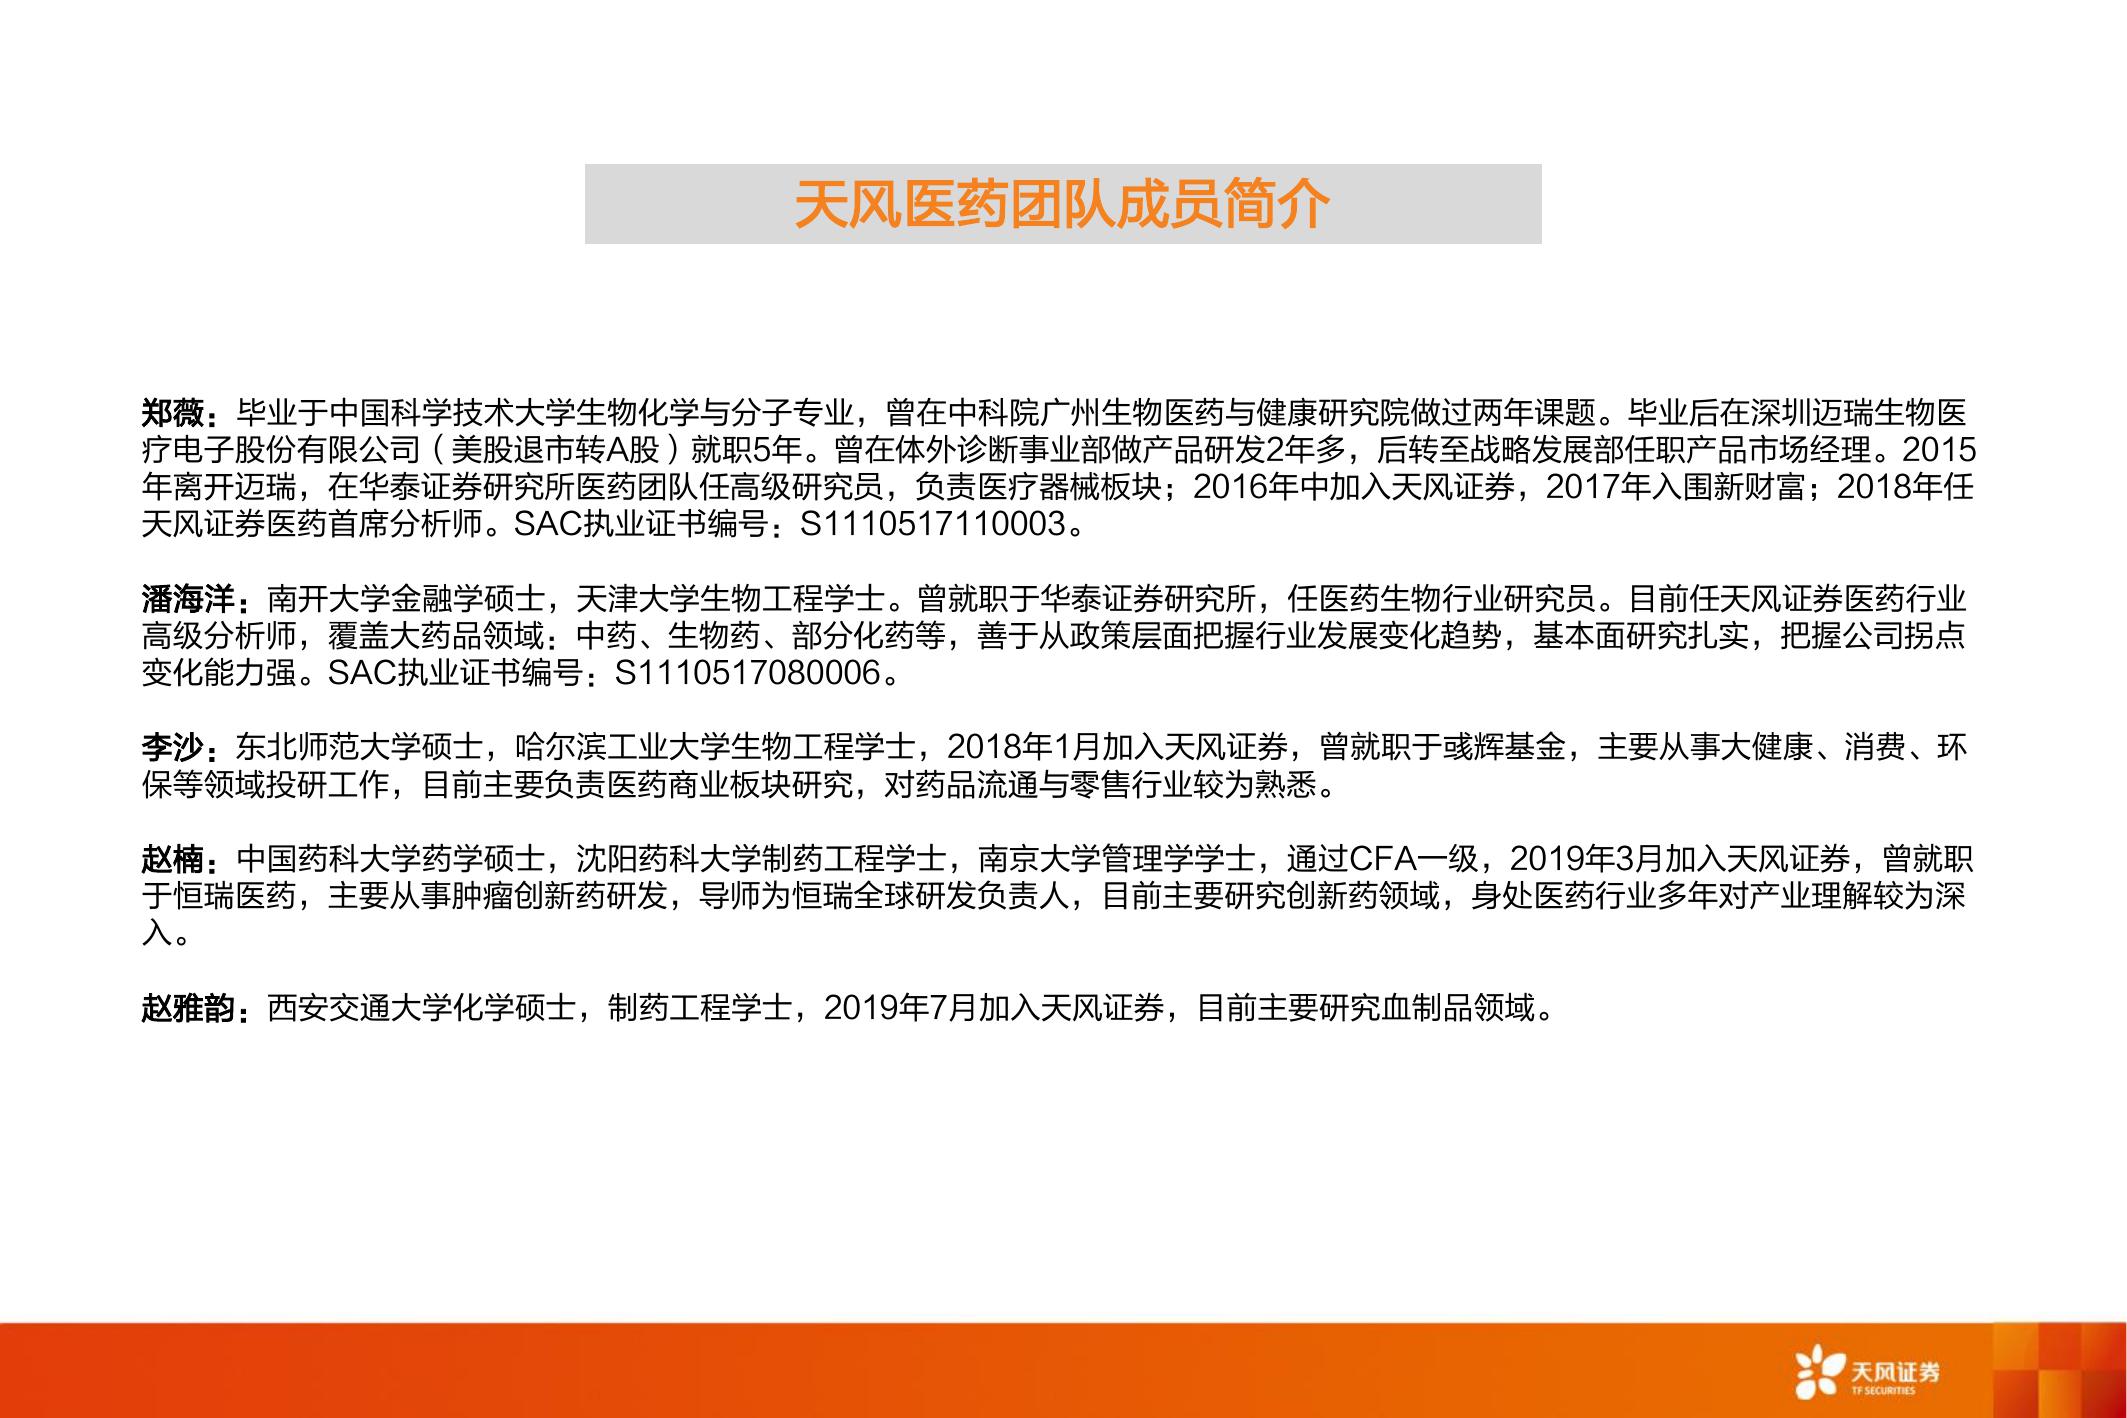 天风医药团队成员简介
郑薇：毕业于中国科学技术大学生物化学与分子专业，曾在中科院广州生物医药与健康研究院做过两年课题。毕业后在深圳迈瑞生物医
疗电子股份有限公司（美股退市转A股）就职5年。曾在体外诊断事业部做产品研发2年多，后转至战略发展部任职产品市场经理。2015
年离开迈瑞，在华泰证券研究所医药团队任高级研究员，负责医疗器械板块；2016年中加入天风证券，2017年入围新财富；2018年任
天风证券医药首席分析师。SAC执业证书编号：S1110517110003。
潘海洋：南开大学金融学硕士，天津大学生物工程学士。曾就职于华泰证券研究所，任医药生物行业研究员。目前任天风证券医药行业
高级分析师，覆盖大药品领域：中药、生物药、部分化药等，善于从政策层面把握行业发展变化趋势，基本面研究扎实，把握公司拐点
变化能力强。SAC执业证书编号：S1110517080006。
李沙：东北师范大学硕士，哈尔滨工业大学生物工程学士，2018年1月加入天风证券，曾就职于彧辉基金，主要从事大健康、消费、环
保等领域投研工作，目前主要负责医药商业板块研究，对药品流通与零售行业较为熟悉。
赵楠：中国药科大学药学硕士，沈阳药科大学制药工程学士，南京大学管理学学士，通过CFA一级，2019年3月加入天风证券，曾就职
于恒瑞医药，主要从事肿瘤创新药研发，导师为恒瑞全球研发负责人，目前主要研究创新药领域，身处医药行业多年对产业理解较为深
入。
赵雅韵：西安交通大学化学硕士，制药工程学士，2019年7月加入天风证券，目前主要研究血制品领域。
天风证券
TF SECURITIES